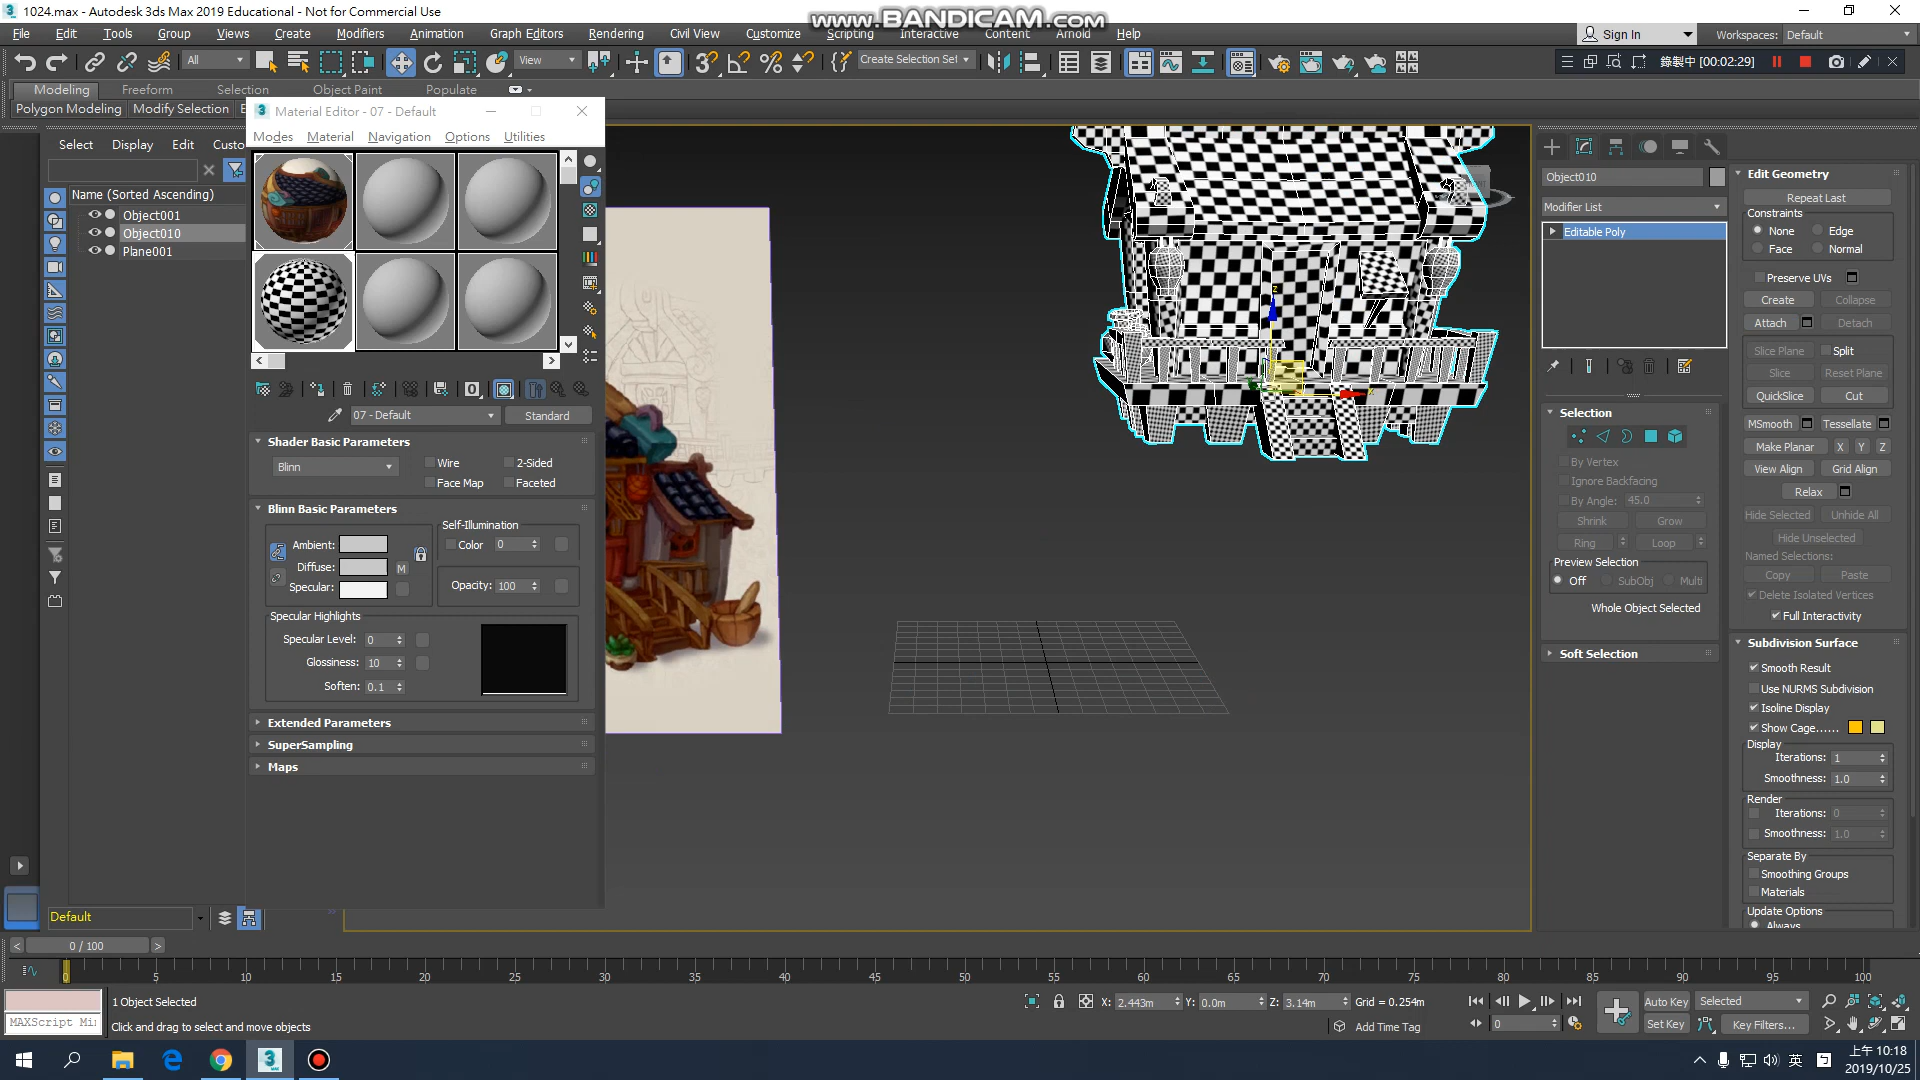 1024.max - Autodesk 3ds Max 2019 Educational - Not for Commercial Use
www.BANDICAM.com
File Edit Tools Group Views Create Modifiers Animation Graph Editors Rendering Civil View Customize Scripting Interactive Content Arnold Help
Sign In
Workspaces: Default
All
View
Create Selection Set
錄製中 [00:02:29]
Modeling Freeform Selection Object Paint Populate
Polygon Modeling Modify Selection
Material Editor - 07 - Default
Modes Material Navigation Options Utilities
Select Display Edit Custo
Name (Sorted Ascending)
Object001
Object010
Plane001
07 - Default
Standard
Shader Basic Parameters
Blinn
Wire
2-Sided
Face Map
Faceted
Blinn Basic Parameters
Self-Illumination
Ambient:
Color 0
Diffuse:
M
Specular:
Opacity: 100
Specular Highlights
Specular Level: 0
Glossiness: 10
Soften: 0.1
Extended Parameters
SuperSampling
Maps
Object010
Modifier List
Editable Poly
Selection
By Vertex
Ignore Backfacing
By Angle: 45.0
Shrink Grow
Ring Loop
Preview Selection
Off SubObj Multi
Whole Object Selected
Soft Selection
Edit Geometry
Repeat Last
Constraints
None Edge
Face Normal
Preserve UVs
Create Collapse
Attach Detach
Slice Plane Split
Slice Reset Plane
QuickSlice Cut
MSmooth Tessellate
Make Planar X Y Z
View Align Grid Align
Relax
Hide Selected Unhide All
Hide Unselected
Named Selections:
Copy Paste
Delete Isolated Vertices
Full Interactivity
Subdivision Surface
Smooth Result
Use NURMS Subdivision
Isoline Display
Show Cage......
Display
Iterations: 1
Smoothness: 1.0
Render
Iterations: 0
Smoothness: 1.0
Separate By
Smoothing Groups
Materials
Update Options
Always
Default
0 / 100
0 5 10 15 20 25 30 35 40 45 50 55 60 65 70 75 80 85 90 95 100
1 Object Selected
MAXScript Mi
Click and drag to select and move objects
X: 2.443m Y: 0.0m Z: 3.14m Grid = 0.254m
Add Time Tag
0
Auto Key Selected
Set Key Key Filters...
英
上午 10:18
2019/10/25